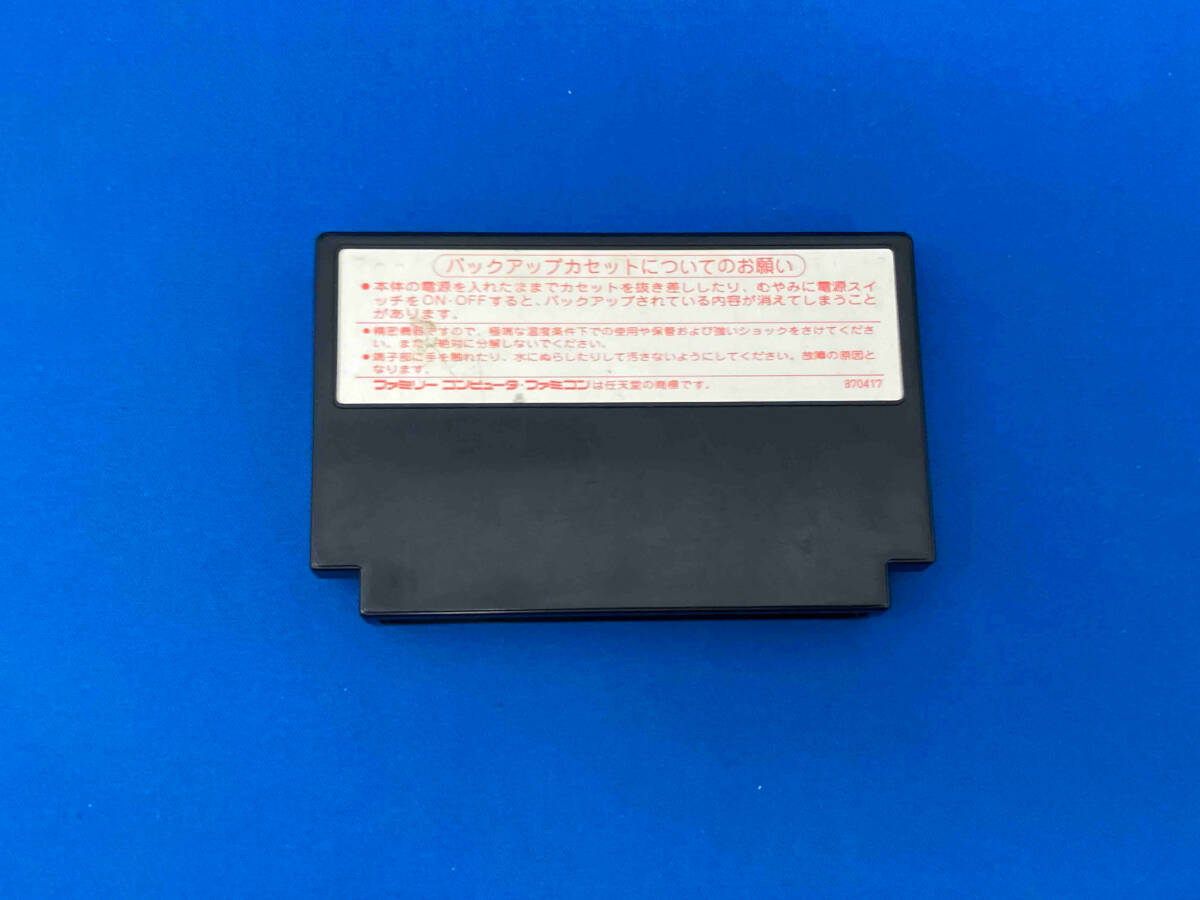 バックアップカセットについてのお願い
●本体の電源を入れたままでカセットを抜き差ししたり、むやみに電源スイ
ッチをON・OFFすると、バックアップされている内容が消えてしまうこと
があります。
●精密機器ですので、極端な温度条件下での使用や保管および強いショックをさけてくださ
い。また、絶対に分解しないでください。
●端子部に手を触れたり、水にぬらしたりして汚さないようにしてください。故障の原因と
なります。
ファミリーコンピュータ・ファミコンは任天堂の商標です。 870417